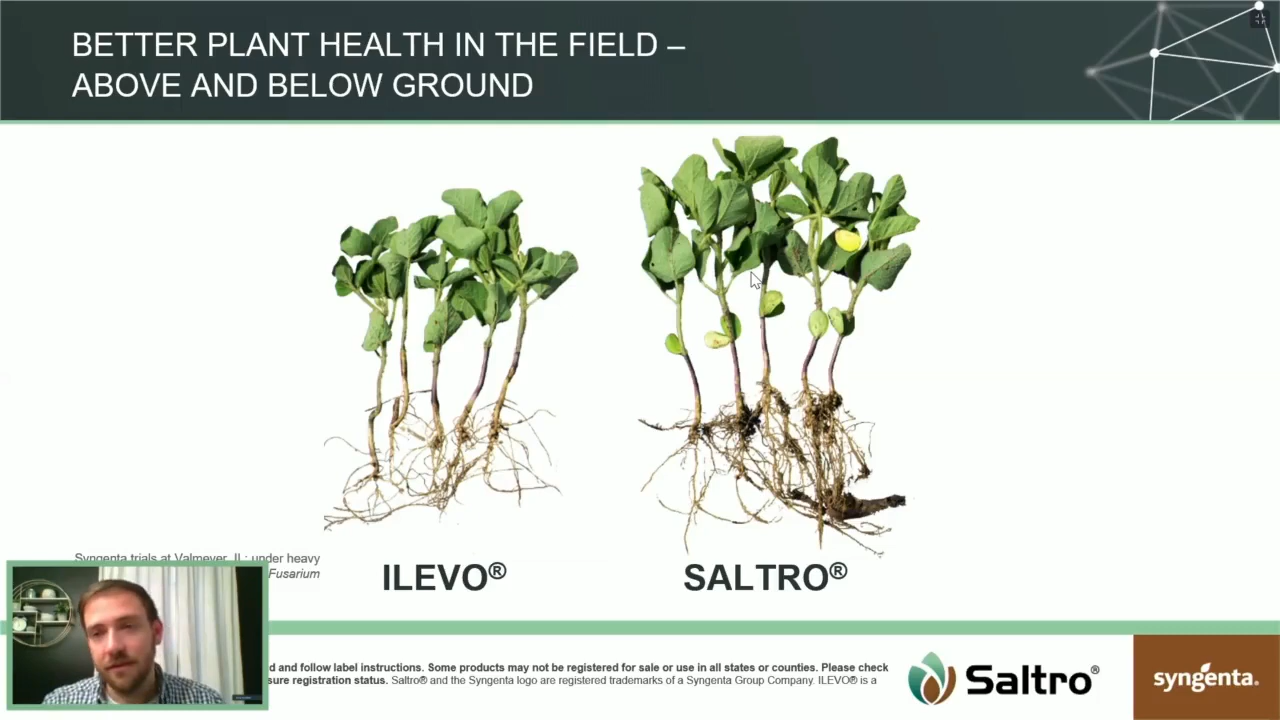 BETTER PLANT HEALTH IN THE FIELD –
ABOVE AND BELOW GROUND
Syngenta trials at Valmeyer, IL; under heavy
Fusarium
ILEVO®
SALTRO®
d and follow label instructions. Some products may not be registered for sale or use in all states or counties. Please check
sure registration status. Saltro® and the Syngenta logo are registered trademarks of a Syngenta Group Company. ILEVO® is a
Saltro®
syngenta.